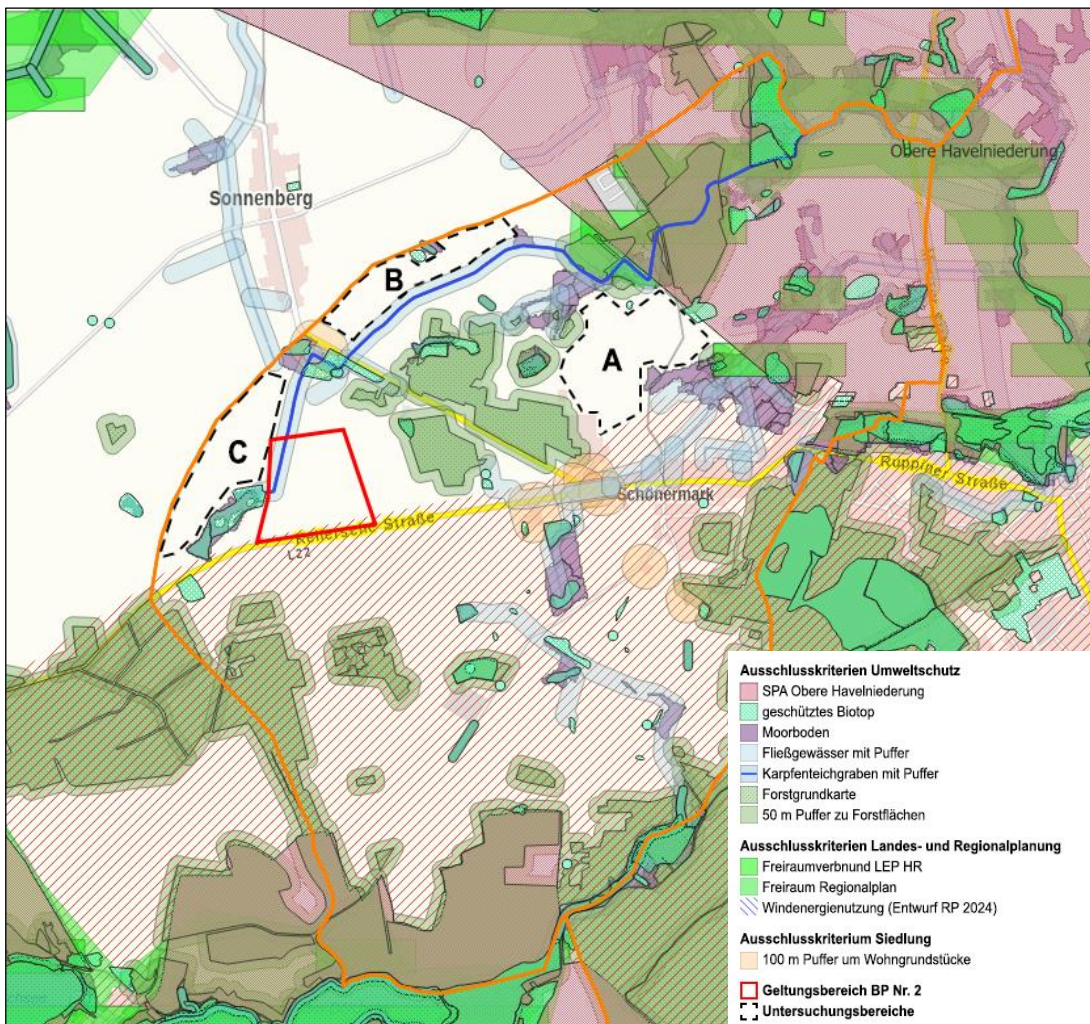 Obere Havelniederung
Sonnenberg
B
A
C
Schönermark
Ruppiner Straße
Straße
L22
Ausschlusskriterien Umweltschutz
SPA Obere Havelniederung
geschütztes Biotop
Moorboden
Fließgewässer mit Puffer
Karpfenteichgraben mit Puffer
Forstgrundkarte
50 m Puffer zu Forstflächen
Ausschlusskriterien Landes- und Regionalplanung
Freiraumverbnund LEP HR
Freiraum Regionalplan
Windenergienutzung (Entwurf RP 2024)
Ausschlusskriterium Siedlung
100 m Puffer um Wohngrundstücke
Geltungsbereich BP Nr. 2
Untersuchungsbereiche